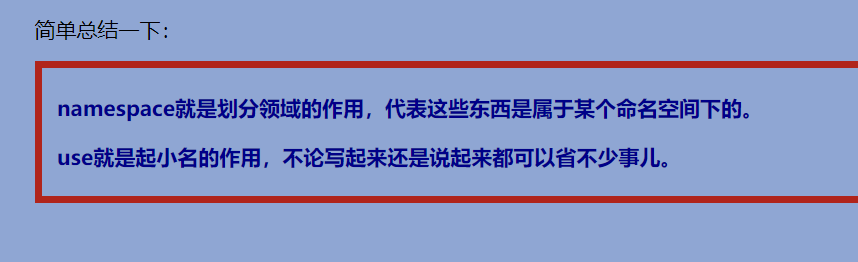 简单总结一下：
namespace就是划分领域的作用，代表这些东西是属于某个命名空间下的。
use就是起小名的作用，不论写起来还是说起来都可以省不少事儿。